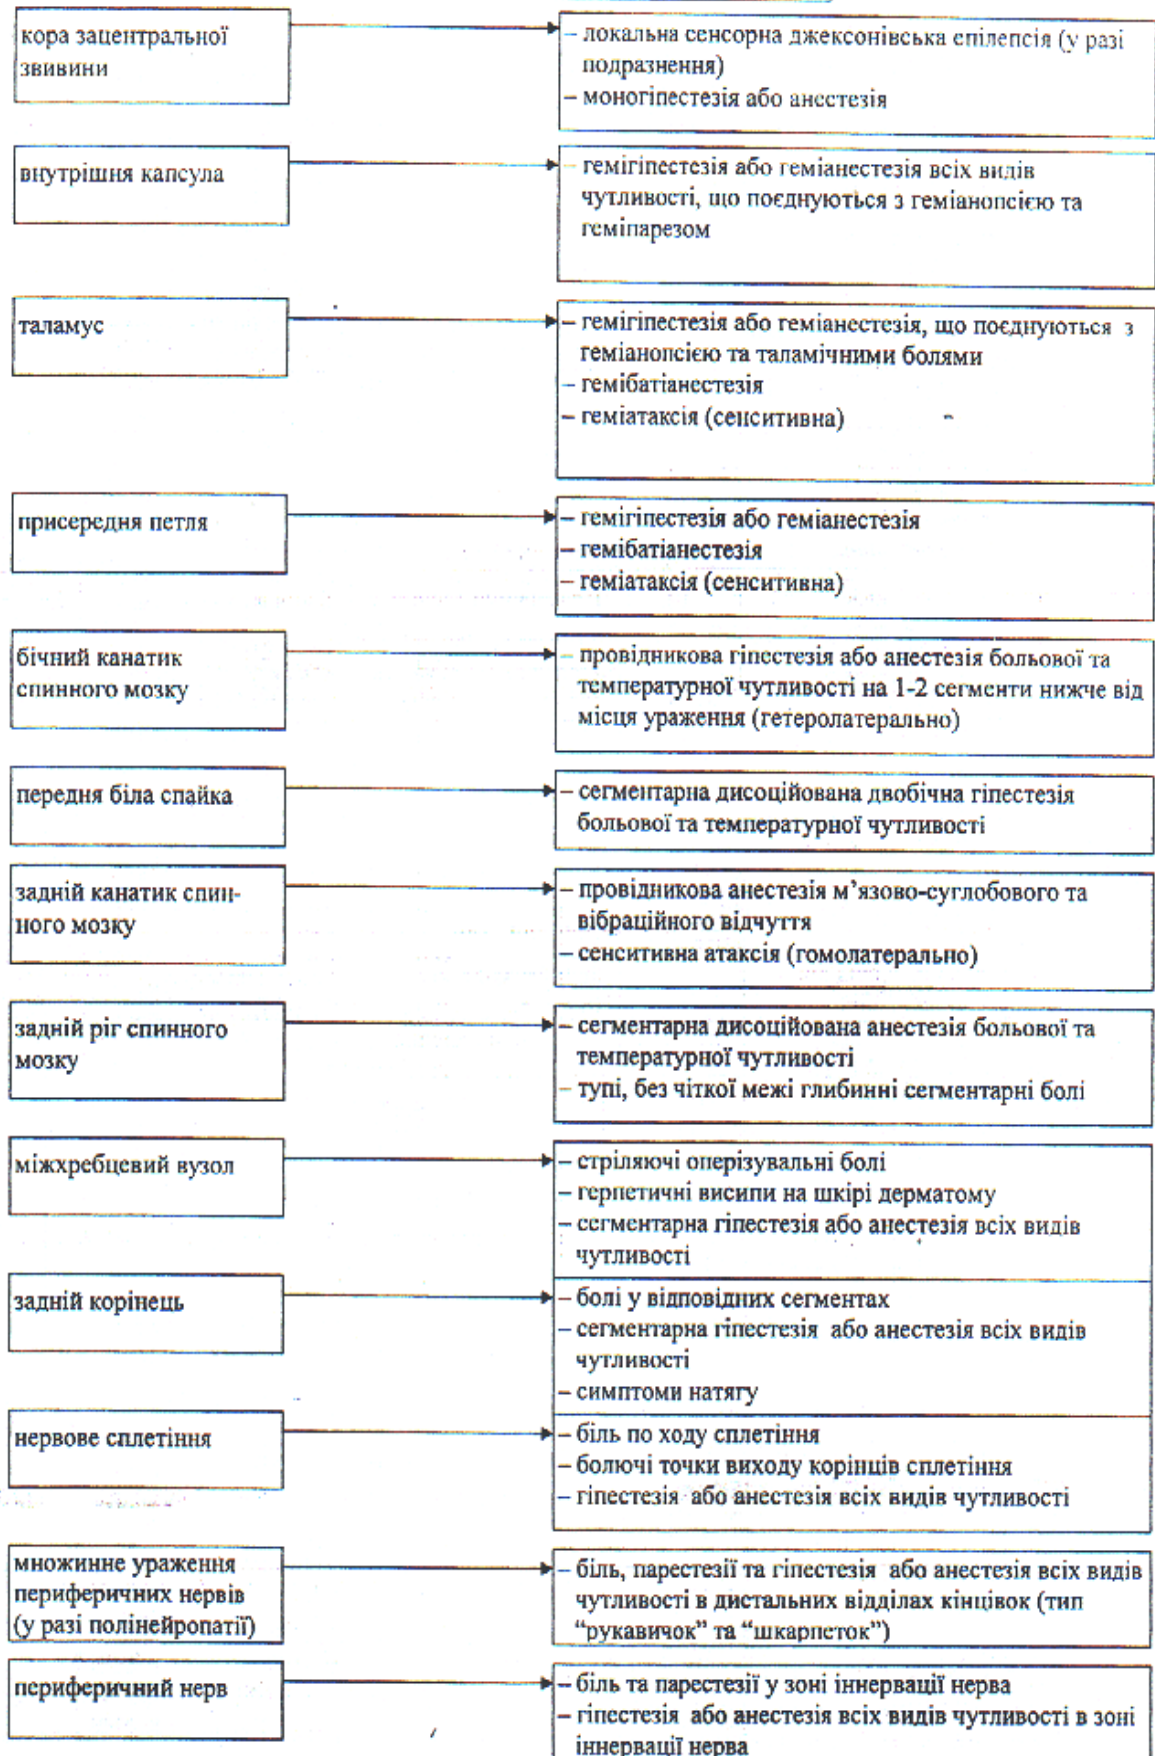 кора зацентральної
звивини
– локальна сенсорна джексонівська епілепсія (у разі
подразнення)
– моногіпестезія або анестезія
внутрішня капсула
– гемігіпестезія або геміанестезія всіх видів
чутливості, що поєднуються з геміанопсією та
геміпарезом
таламус
– гемігіпестезія або геміанестезія, що поєднуються з
геміанопсією та таламічними болями
– гемібатіанестезія
– геміатаксія (сенситивна)
присередня петля
– гемігіпестезія або геміанестезія
– гемібатіанестезія
– геміатаксія (сенситивна)
бічний канатик
спинного мозку
– провідникова гіпестезія або анестезія больової та
температурної чутливості на 1-2 сегменти нижче від
місця ураження (гетеролатерально)
передня біла спайка
– сегментарна дисоційована двобічна гіпестезія
больової та температурної чутливості
задній канатик спин-
ного мозку
– провідникова анестезія м’язово-суглобового та
вібраційного відчуття
– сенситивна атаксія (гомолатерально)
задній ріг спинного
мозку
– сегментарна дисоційована анестезія больової та
температурної чутливості
– тупі, без чіткої межі глибинні сегментарні болі
міжхребцевий вузол
– стріляючі оперізувальні болі
– герпетичні висипи на шкірі дерматому
– сегментарна гіпестезія або анестезія всіх видів
чутливості
задній корінець
– болі у відповідних сегментах
– сегментарна гіпестезія або анестезія всіх видів
чутливості
– симптоми натягу
нервове сплетіння
– біль по ходу сплетіння
– болючі точки виходу корінців сплетіння
– гіпестезія або анестезія всіх видів чутливості
множинне ураження
периферичних нервів
(у разі полінейропатії)
– біль, парестезії та гіпестезія або анестезія всіх видів
чутливості в дистальних відділах кінцівок (тип
“рукавичок” та “шкарпеток”)
периферичний нерв
– біль та парестезії у зоні іннервації нерва
– гіпестезія або анестезія всіх видів чутливості в зоні
іннервації нерва